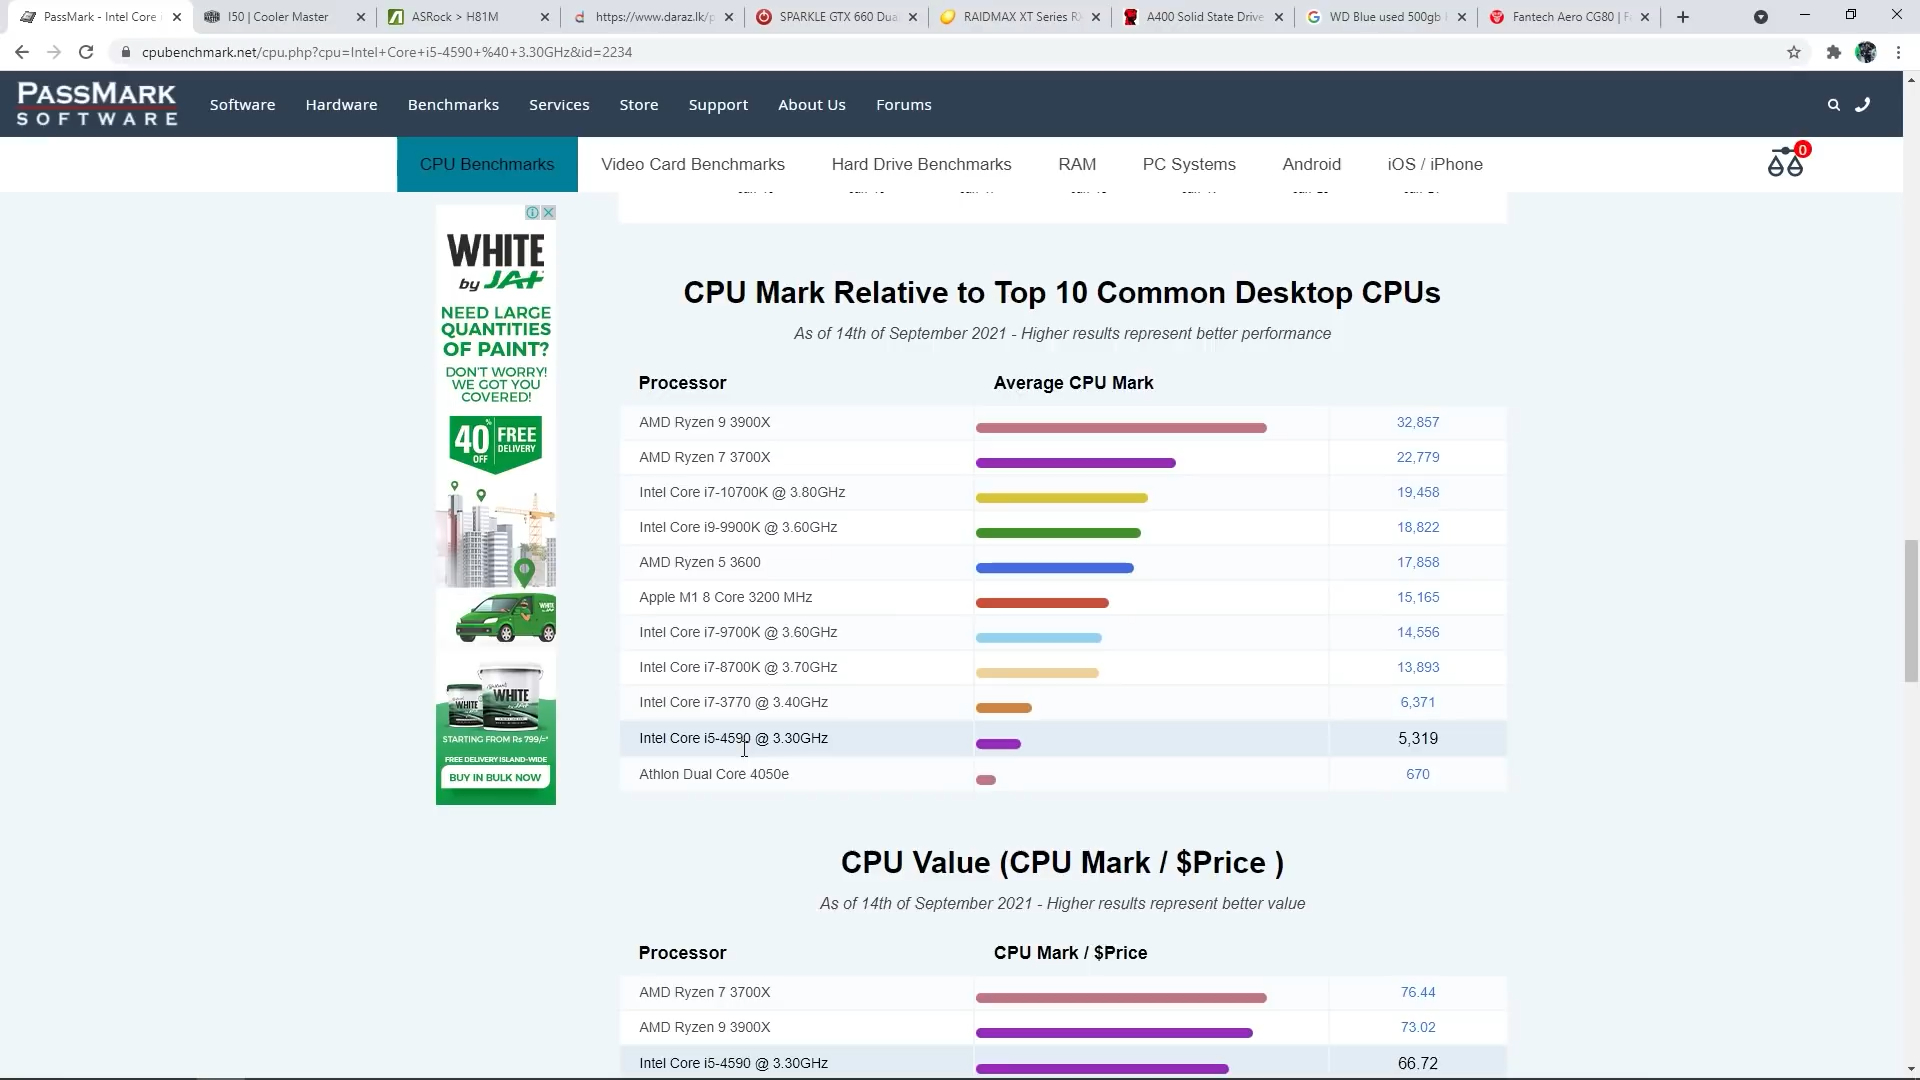 PassMark - Intel Core
I50 | Cooler Master
ASRock > H81M
https://www.daraz.lk/p
SPARKLE GTX 660 Dua
RAIDMAX XT Series R
A400 Solid State Drive
WD Blue used 500gb
Fantech Aero CG80 | F
cpubenchmark.net/cpu.php?cpu=Intel+Core+i5-4590+%40+3.30GHz&id=2234
PASSMARK
SOFTWARE
Software
Hardware
Benchmarks
Services
Store
Support
About Us
Forums
CPU Benchmarks
Video Card Benchmarks
Hard Drive Benchmarks
RAM
PC Systems
Android
iOS / iPhone
0
WHITE
by JAT
NEED LARGE
QUANTITIES
OF PAINT?
DON'T WORRY!
WE GOT YOU
COVERED!
40% OFF
FREE
DELIVERY
WHITE
WHITE
WHITE
STARTING FROM Rs 799/=*
FREE DELIVERY ISLAND-WIDE
BUY IN BULK NOW
CPU Mark Relative to Top 10 Common Desktop CPUs
As of 14th of September 2021 - Higher results represent better performance
Processor Average CPU Mark
AMD Ryzen 9 3900X 32,857
AMD Ryzen 7 3700X 22,779
Intel Core i7-10700K @ 3.80GHz 19,458
Intel Core i9-9900K @ 3.60GHz 18,822
AMD Ryzen 5 3600 17,858
Apple M1 8 Core 3200 MHz 15,165
Intel Core i7-9700K @ 3.60GHz 14,556
Intel Core i7-8700K @ 3.70GHz 13,893
Intel Core i7-3770 @ 3.40GHz 6,371
Intel Core i5-4590 @ 3.30GHz 5,319
Athlon Dual Core 4050e 670
CPU Value (CPU Mark / $Price )
As of 14th of September 2021 - Higher results represent better value
Processor CPU Mark / $Price
AMD Ryzen 7 3700X 76.44
AMD Ryzen 9 3900X 73.02
Intel Core i5-4590 @ 3.30GHz 66.72